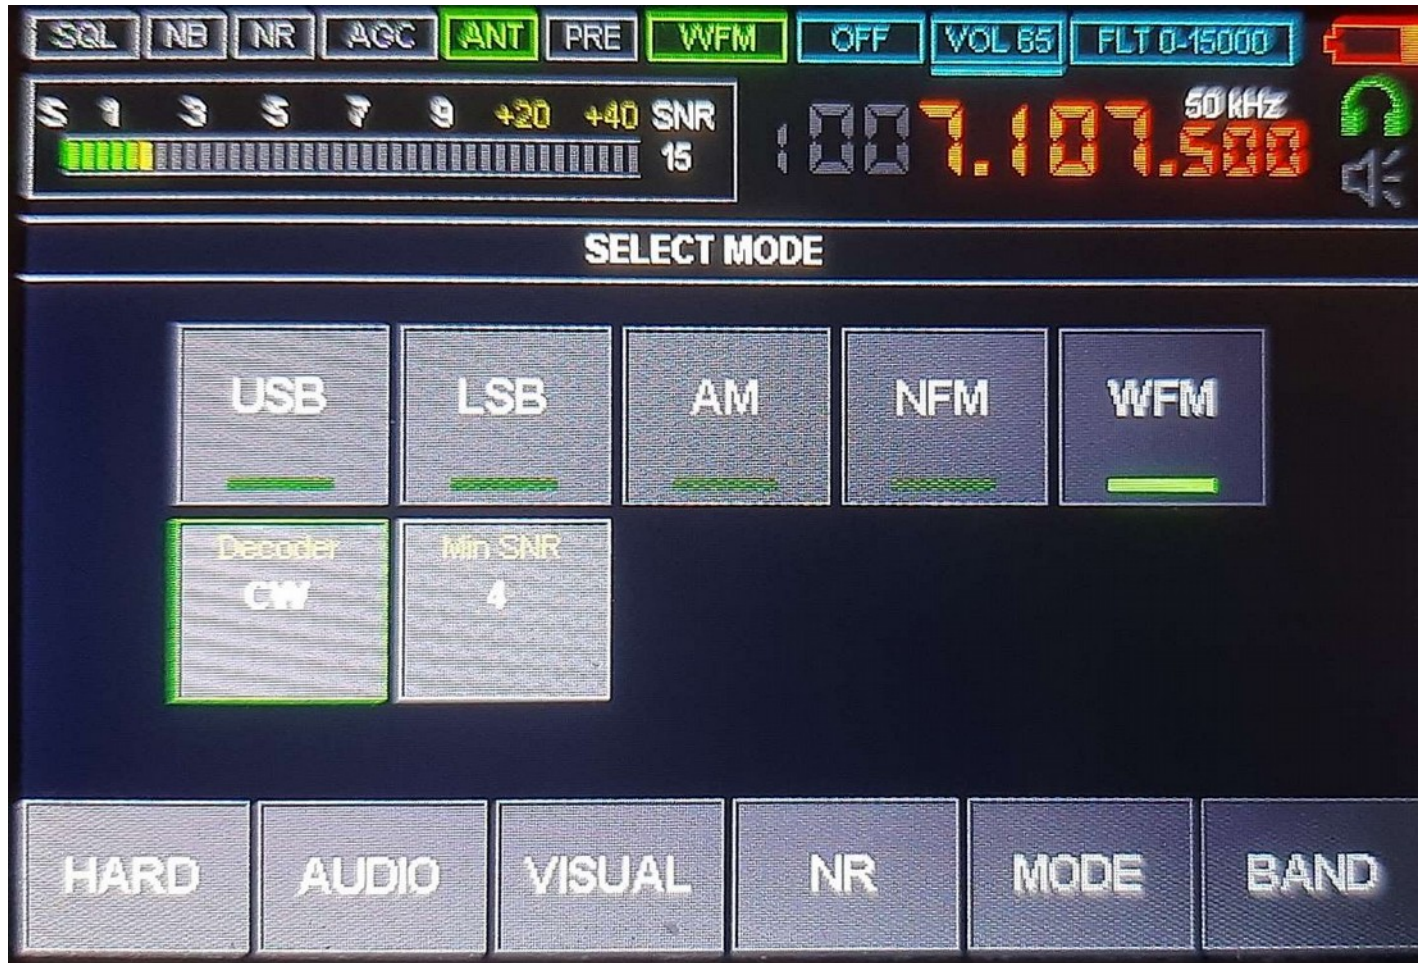 SQL NB NR AGC ANT PRE WFM OFF VOL 65 FLT 0-15000
S 1 3 5 7 9 +20 +40 SNR
15
50 kHz
7.107.500
SELECT MODE
USB LSB AM NFM WFM
Decoder Min SNR
CW 4
HARD AUDIO VISUAL NR MODE BAND